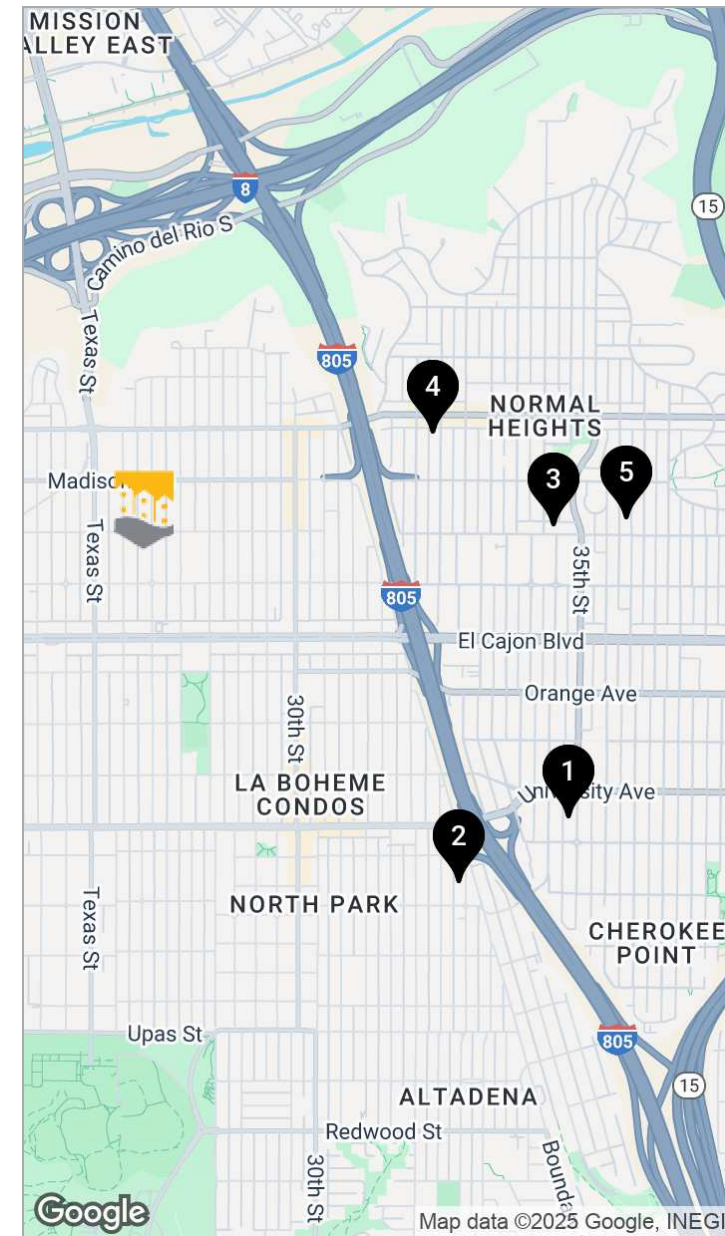 MISSION
ALLEY EAST
8
Camino del Rio S
15
Texas St
805
4
NORMAL
HEIGHTS
Madiso
3
5
Texas St
35th St
805
El Cajon Blvd
Orange Ave
30th St
LA BOHEME
CONDOS
1
University Ave
2
NORTH PARK
Texas St
CHEROKEE
POINT
Upas St
805
15
ALTADENA
Redwood St
30th St
Bounda
Google
Map data ©2025 Google, INEGI